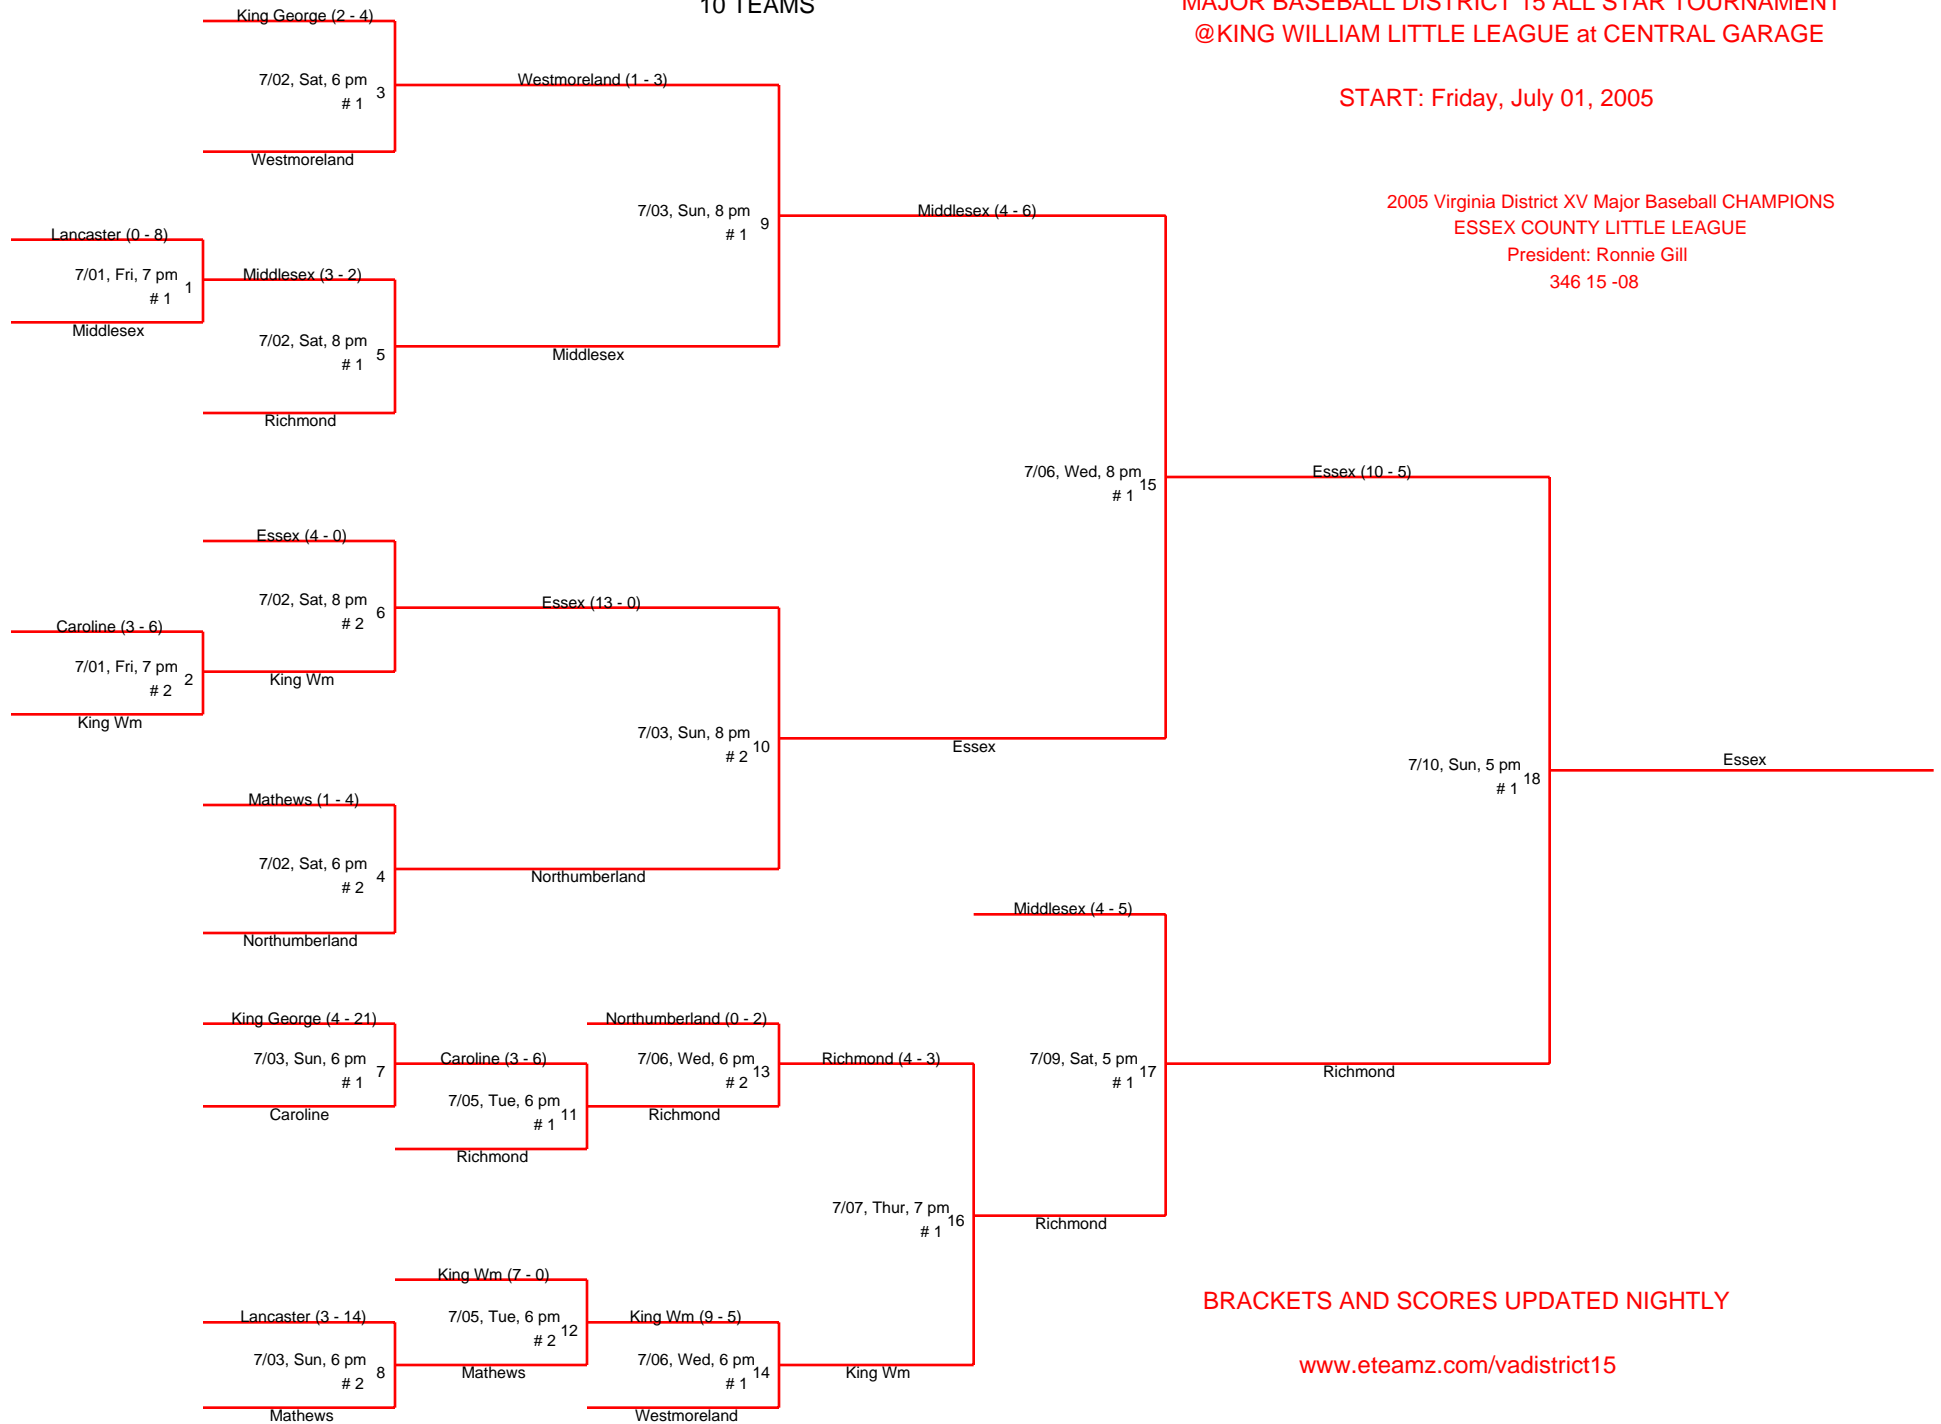 10 TEAMS
MAJOR BASEBALL DISTRICT 15 ALL STAR TOURNAMENT
@KING WILLIAM LITTLE LEAGUE at CENTRAL GARAGE
START: Friday, July 01, 2005
2005 Virginia District XV Major Baseball CHAMPIONS
ESSEX COUNTY LITTLE LEAGUE
President: Ronnie Gill
346 15 -08
King George (2 - 4)
7/02, Sat, 6 pm
# 1
3
Westmoreland
Westmoreland (1 - 3)
Lancaster (0 - 8)
7/01, Fri, 7 pm
# 1
1
Middlesex
Middlesex (3 - 2)
7/02, Sat, 8 pm
# 1
5
Richmond
7/03, Sun, 8 pm
# 1
9
Middlesex
Middlesex (4 - 6)
7/06, Wed, 8 pm
# 1
15
Essex (10 - 5)
Essex (4 - 0)
7/02, Sat, 8 pm
# 2
6
Caroline (3 - 6)
7/01, Fri, 7 pm
# 2
2
King Wm
King Wm
Essex (13 - 0)
7/03, Sun, 8 pm
# 2
10
Essex
Mathews (1 - 4)
7/02, Sat, 6 pm
# 2
4
Northumberland
Northumberland
7/10, Sun, 5 pm
# 1
18
Essex
Middlesex (4 - 5)
7/09, Sat, 5 pm
# 1
17
Richmond
King George (4 - 21)
7/03, Sun, 6 pm
# 1
7
Caroline
Caroline (3 - 6)
7/05, Tue, 6 pm
# 1
11
Richmond
Northumberland (0 - 2)
7/06, Wed, 6 pm
# 2
13
Richmond
Richmond (4 - 3)
7/07, Thur, 7 pm
# 1
16
Richmond
King Wm (7 - 0)
7/05, Tue, 6 pm
# 2
12
Lancaster (3 - 14)
7/03, Sun, 6 pm
# 2
8
Mathews
Mathews
King Wm (9 - 5)
7/06, Wed, 6 pm
# 1
14
Westmoreland
King Wm
BRACKETS AND SCORES UPDATED NIGHTLY
www.eteamz.com/vadistrict15